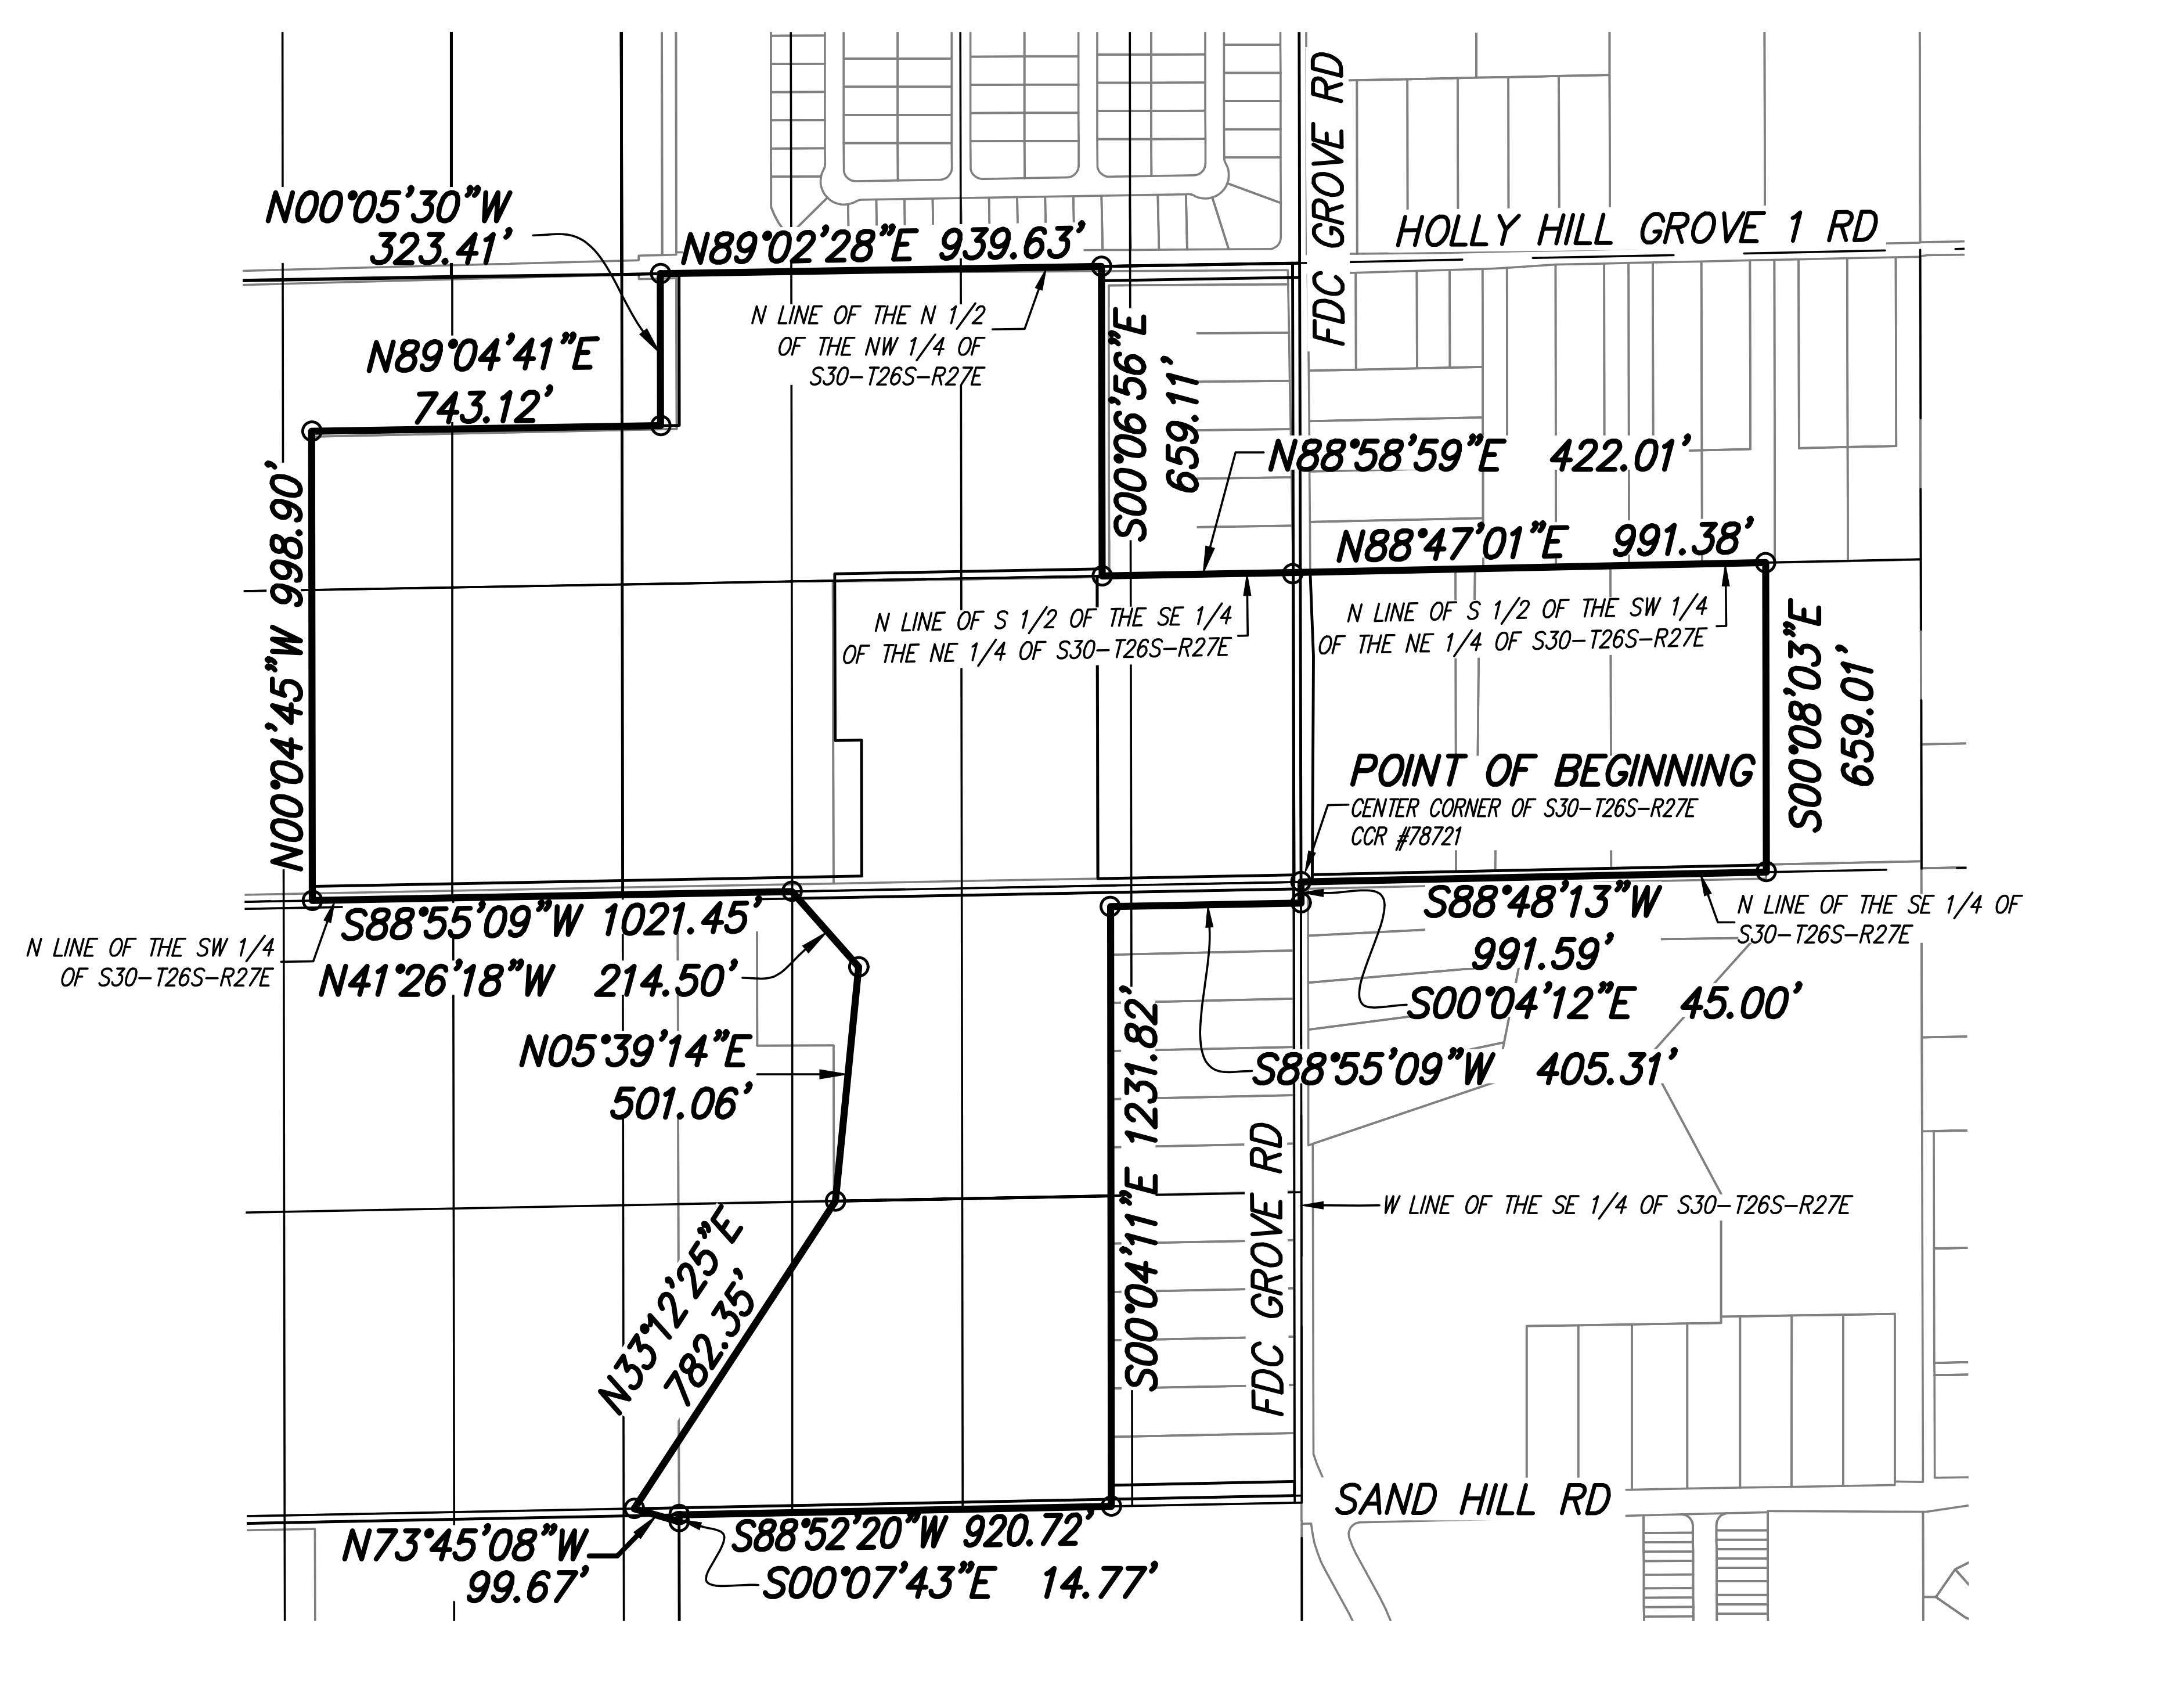 FDC GROVE RD
HOLLY HILL GROVE 1 RD
N00°05'30"W
323.41'
N89°02'28"E 939.63'
N LINE OF THE N 1/2
OF THE NW 1/4 OF
S30-T26S-R27E
N89°04'41"E
743.12'
S00°06'56"E
659.11'
N88°58'59"E 422.01'
N88°47'01"E 991.38'
N00°04'45"W 998.90'
N LINE OF S 1/2 OF THE SE 1/4
OF THE NE 1/4 OF S30-T26S-R27E
N LINE OF S 1/2 OF THE SW 1/4
OF THE NE 1/4 OF S30-T26S-R27E
S00°08'03"E
659.01'
POINT OF BEGINNING
CENTER CORNER OF S30-T26S-R27E
CCR #78721
S88°55'09"W 1021.45'
N LINE OF THE SW 1/4
OF S30-T26S-R27E
N41°26'18"W 214.50'
S88°48'13"W
991.59'
N LINE OF THE SE 1/4 OF
S30-T26S-R27E
S00°04'12"E 45.00'
N05°39'14"E
501.06'
S88°55'09"W 405.31'
S00°04'11"E 1231.82'
FDC GROVE RD
W LINE OF THE SE 1/4 OF S30-T26S-R27E
N33°12'25"E
782.35'
SAND HILL RD
N73°45'08"W
99.67'
S88°52'20"W 920.72'
S00°07'43"E 14.77'